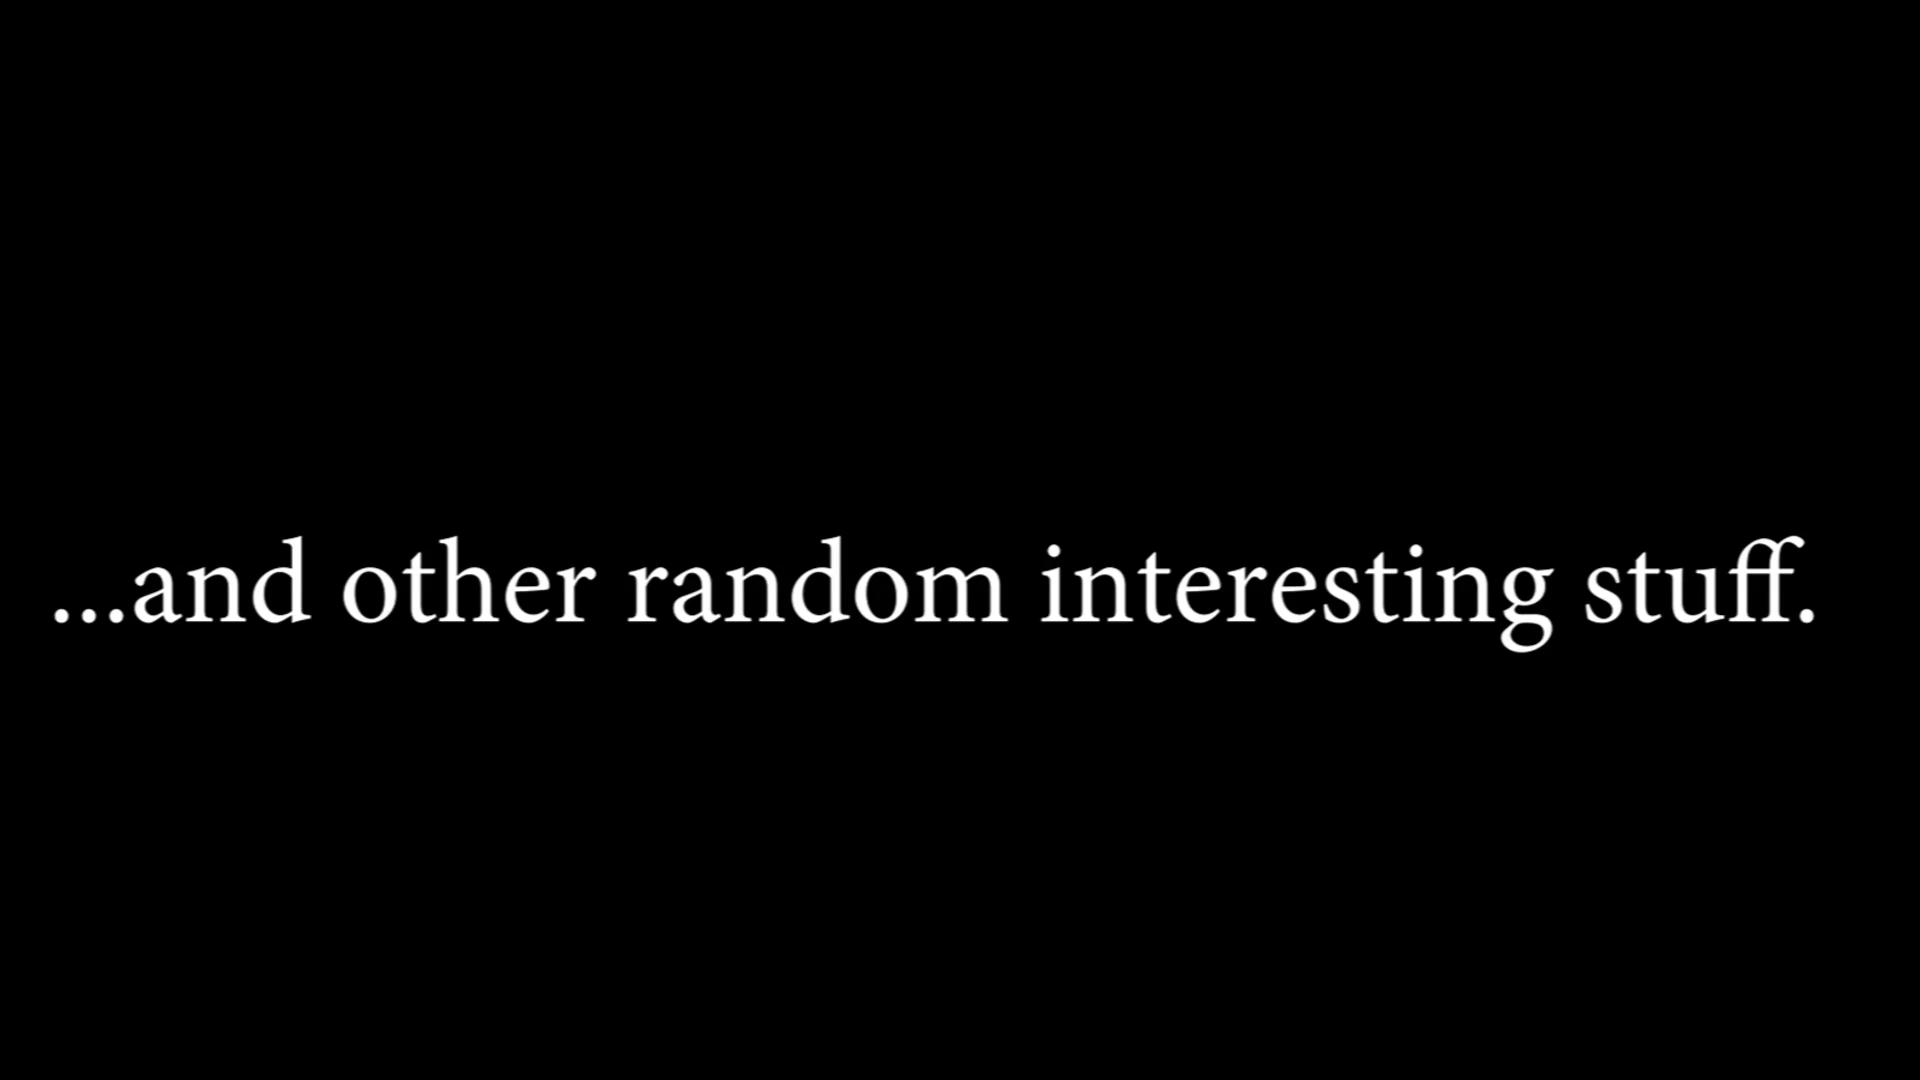 ...and other random interesting stuff.